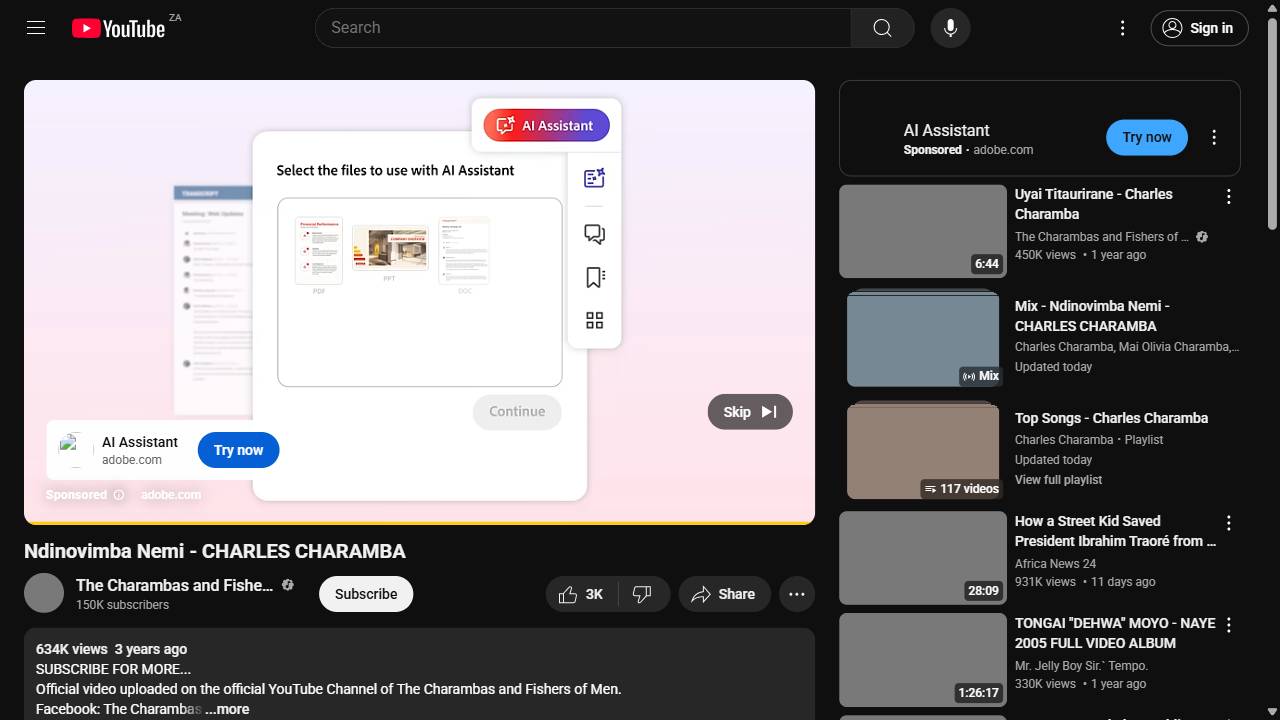 YouTube
ZA
Search
Sign in
AI Assistant
Select the files to use with AI Assistant
TRANSCRIPT
Meeting: Web Updates
Financial Performance
COMPANY OVERVIEW
PDF
PPT
DOC
Continue
Skip
AI Assistant
adobe.com
Try now
Sponsored
adobe.com
Ndinovimba Nemi - CHARLES CHARAMBA
The Charambas and Fishe...
150K subscribers
Subscribe
3K
Share
634K views 3 years ago
SUBSCRIBE FOR MORE...
Official video uploaded on the official YouTube Channel of The Charambas and Fishers of Men.
Facebook: The Charambas ...more
AI Assistant
Sponsored · adobe.com
Try now
Uyai Titaurirane - Charles
Charamba
The Charambas and Fishers of ...
450K views • 1 year ago
6:44
Mix - Ndinovimba Nemi -
CHARLES CHARAMBA
Charles Charamba, Mai Olivia Charamba,...
Updated today
Mix
Top Songs - Charles Charamba
Charles Charamba • Playlist
Updated today
View full playlist
117 videos
How a Street Kid Saved
President Ibrahim Traoré from ...
Africa News 24
931K views • 11 days ago
28:09
TONGAI "DEHWA" MOYO - NAYE
2005 FULL VIDEO ALBUM
Mr. Jelly Boy Sir.` Tempo.
330K views • 1 year ago
1:26:17